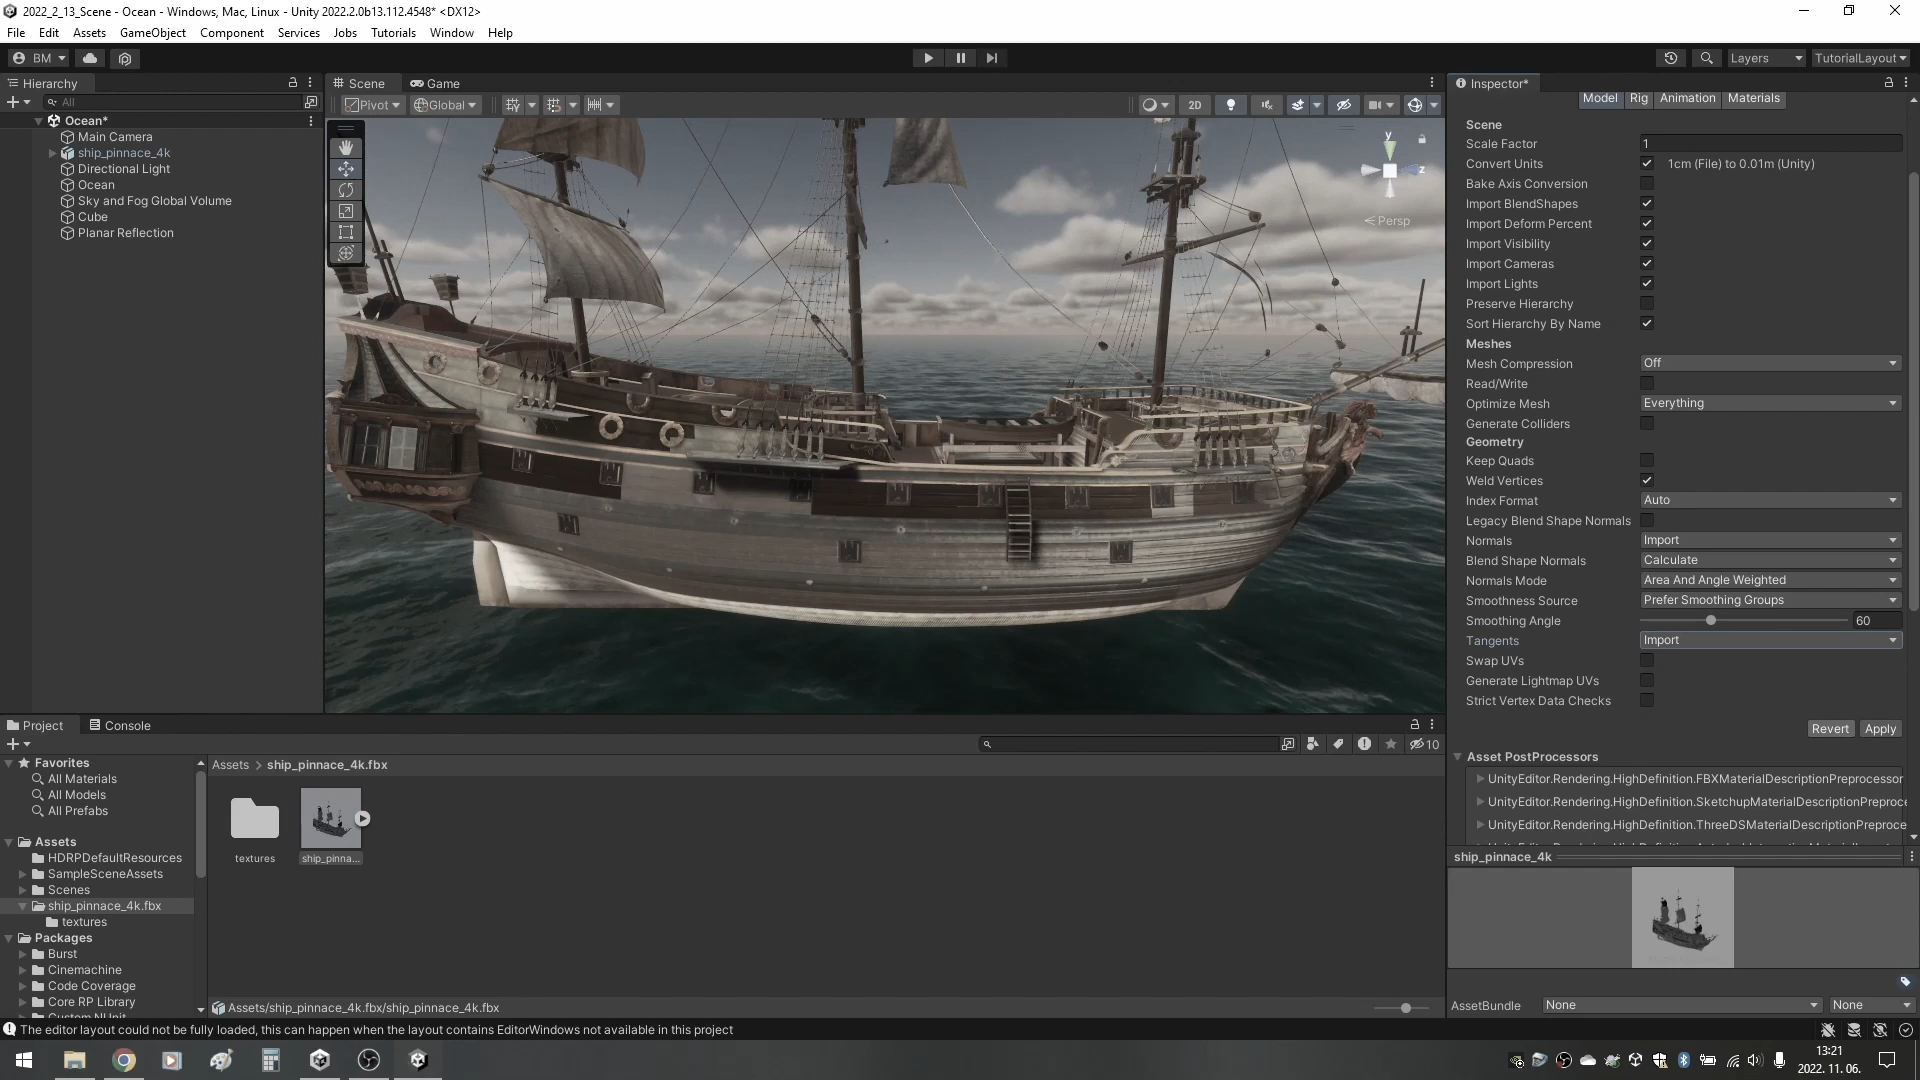 2022_2_13_Scene - Ocean - Windows, Mac, Linux - Unity 2022.2.0b13.112.4548* <DX12>
File Edit Assets GameObject Component Services Jobs Tutorials Window Help
BM
Layers
TutorialLayout
Hierarchy
All
Ocean*
Main Camera
ship_pinnace_4k
Directional Light
Ocean
Sky and Fog Global Volume
Cube
Planar Reflection
Scene
Game
Pivot
Global
2D
y
z
Persp
Inspector*
Model Rig Animation Materials
Scene
Scale Factor 1
Convert Units 1cm (File) to 0.01m (Unity)
Bake Axis Conversion
Import BlendShapes
Import Deform Percent
Import Visibility
Import Cameras
Import Lights
Preserve Hierarchy
Sort Hierarchy By Name
Meshes
Mesh Compression Off
Read/Write
Optimize Mesh Everything
Generate Colliders
Geometry
Keep Quads
Weld Vertices
Index Format Auto
Legacy Blend Shape Normals
Normals Import
Blend Shape Normals Calculate
Normals Mode Area And Angle Weighted
Smoothness Source Prefer Smoothing Groups
Smoothing Angle 60
Tangents Import
Swap UVs
Generate Lightmap UVs
Strict Vertex Data Checks
Revert Apply
Asset PostProcessors
UnityEditor.Rendering.HighDefinition.FBXMaterialDescriptionPreprocessor
UnityEditor.Rendering.HighDefinition.SketchupMaterialDescriptionPreproce
UnityEditor.Rendering.HighDefinition.ThreeDSMaterialDescriptionPreproce
ship_pinnace_4k
AssetBundle None None
Project
Console
10
Favorites
All Materials
All Models
All Prefabs
Assets
HDRPDefaultResources
SampleSceneAssets
Scenes
ship_pinnace_4k.fbx
textures
Packages
Burst
Cinemachine
Code Coverage
Core RP Library
Assets > ship_pinnace_4k.fbx
textures
ship_pinna...
Assets/ship_pinnace_4k.fbx/ship_pinnace_4k.fbx
The editor layout could not be fully loaded, this can happen when the layout contains EditorWindows not available in this project
13:21
2022. 11. 06.